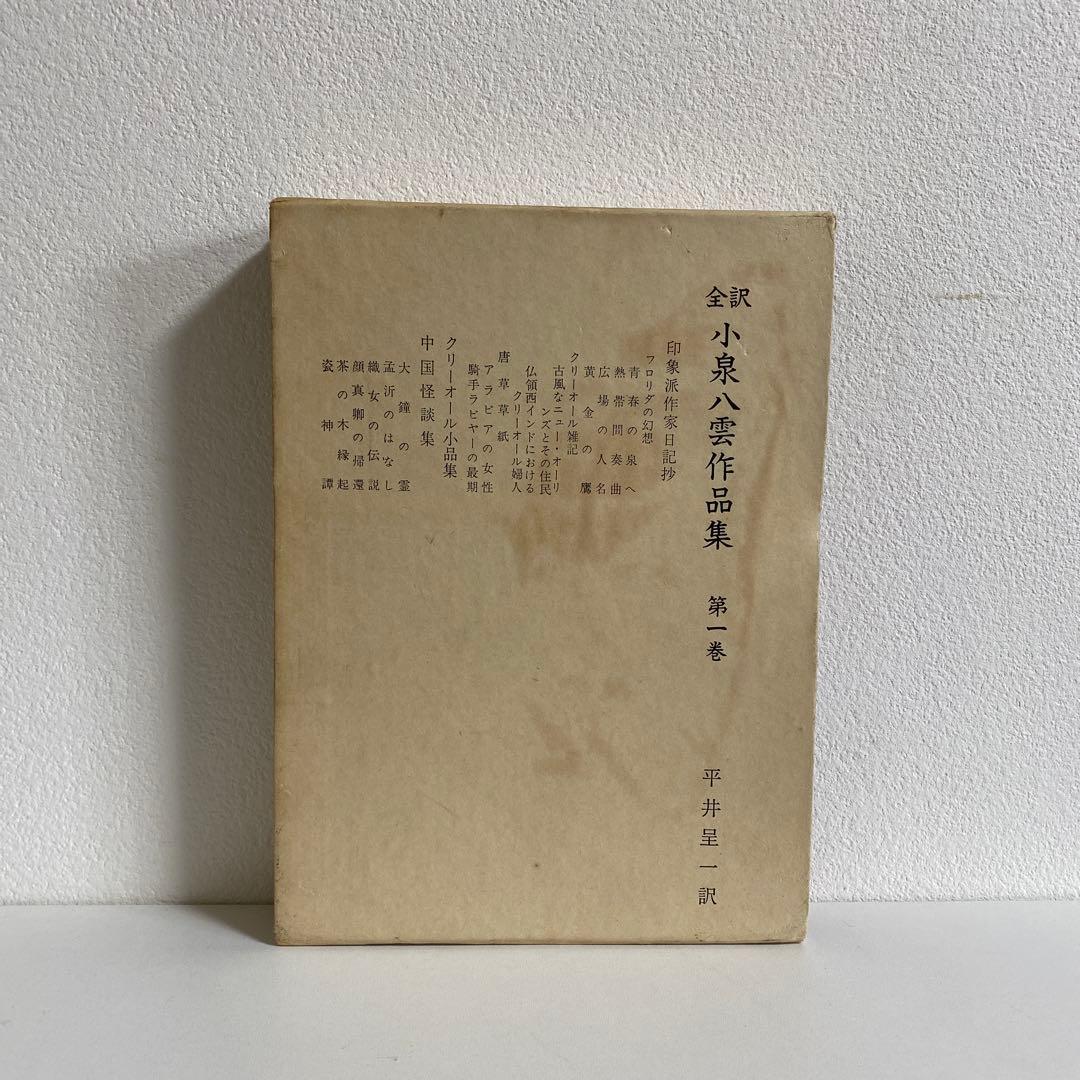 全訳 小泉八雲作品集 第一巻
平井呈一訳
印象派作家日記抄
フロリダの幻想
青春の泉へ
熱帯間奏曲
広場の人名
黄金の鷹
クリーオール雑記
古風なニュー・オーリ
ンズとその住民
仏領西インドにおける
クリーオール婦人
唐草草紙
アラビアの女性
騎手ラビヤーの最期
クリーオール小品集
中国怪談集
大鐘の霊
孟沂のはなし
織女の伝説
顔真卿の帰還
茶の木縁起
瓷神譚